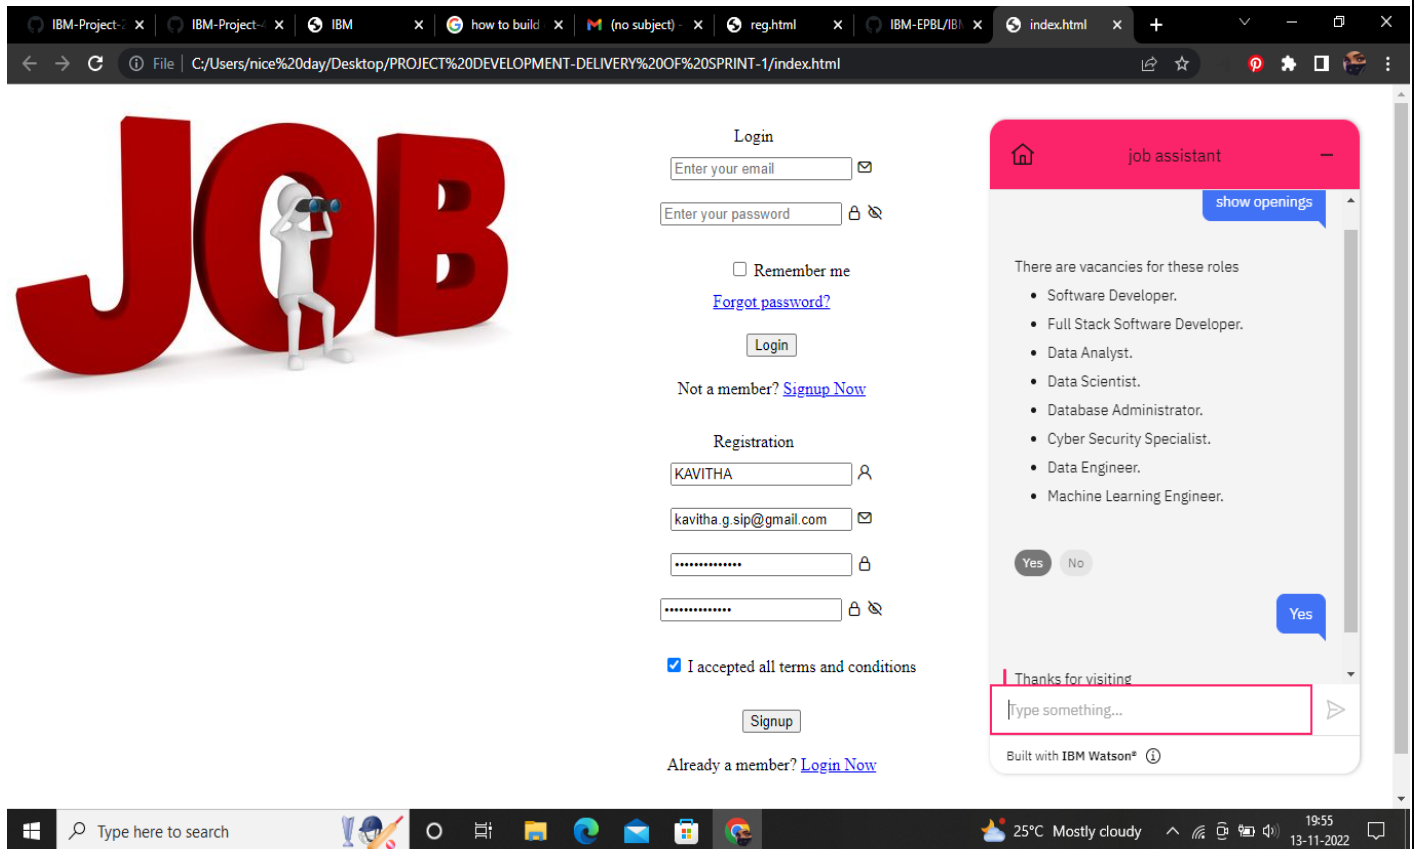 IBM-Project-2
IBM-Project-4
IBM
how to build
(no subject) -
reg.html
IBM-EPBL/IBM
index.html
File
C:/Users/nice%20day/Desktop/PROJECT%20DEVELOPMENT-DELIVERY%20OF%20SPRINT-1/index.html
JOB
Login
Enter your email
Enter your password
Remember me
Forgot password?
Login
Not a member? Signup Now
Registration
KAVITHA
kavitha.g.sip@gmail.com
I accepted all terms and conditions
Signup
Already a member? Login Now
job assistant
show openings
There are vacancies for these roles
Software Developer.
Full Stack Software Developer.
Data Analyst.
Data Scientist.
Database Administrator.
Cyber Security Specialist.
Data Engineer.
Machine Learning Engineer.
Yes
No
Yes
Thanks for visiting
Type something...
Built with IBM Watson®
Type here to search
25°C Mostly cloudy
19:55
13-11-2022